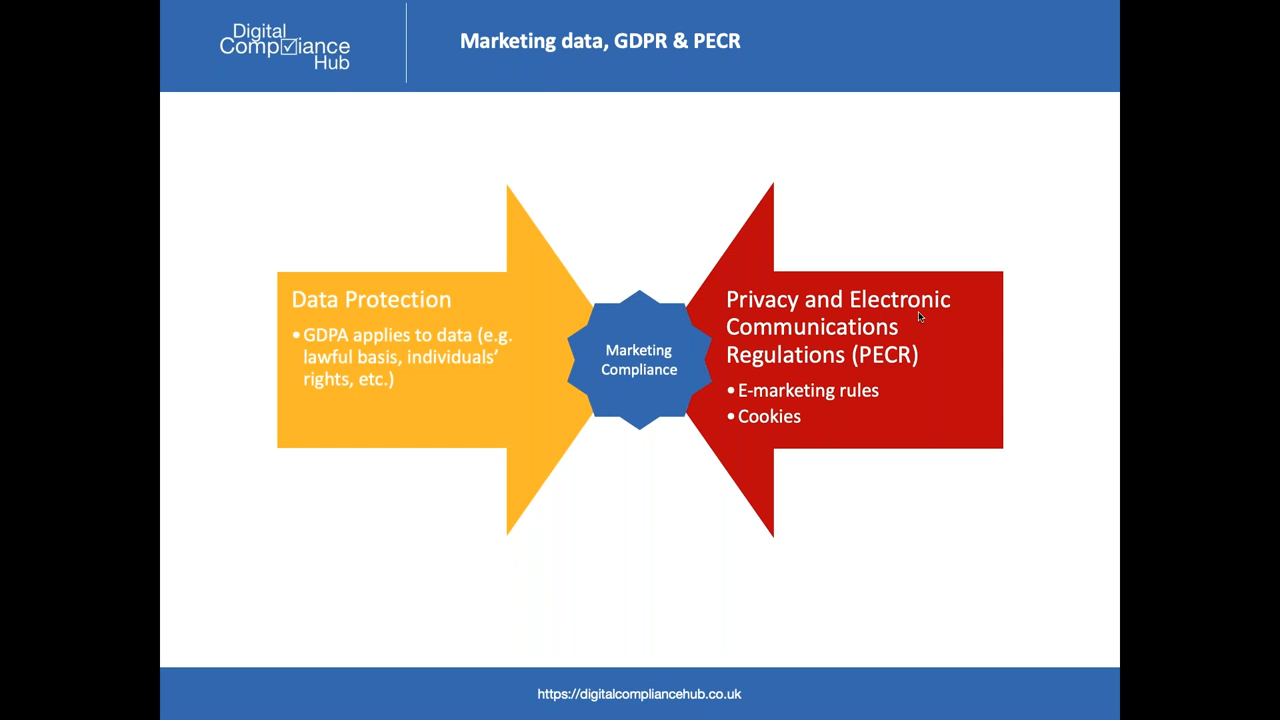 Digital
Compliance
Hub
Marketing data, GDPR & PECR
Data Protection
•GDPA applies to data (e.g.
lawful basis, individuals’
rights, etc.)
Marketing
Compliance
Privacy and Electronic
Communications
Regulations (PECR)
•E-marketing rules
•Cookies
https://digitalcompliancehub.co.uk